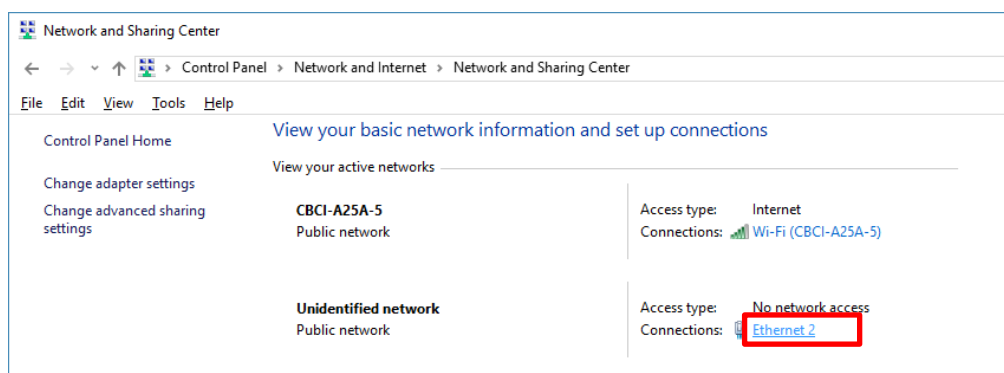 Network and Sharing Center
Control Panel > Network and Internet > Network and Sharing Center
File Edit View Tools Help
Control Panel Home
View your basic network information and set up connections
View your active networks
Change adapter settings
Change advanced sharing
settings
CBCI-A25A-5
Public network
Access type: Internet
Connections: Wi-Fi (CBCI-A25A-5)
Unidentified network
Public network
Access type: No network access
Connections: Ethernet 2